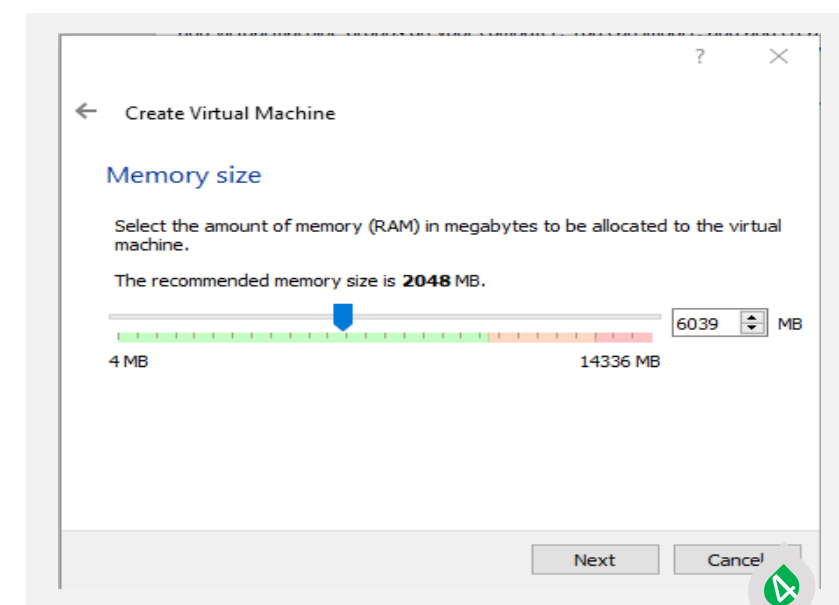 ?
Create Virtual Machine
Memory size
Select the amount of memory (RAM) in megabytes to be allocated to the virtual
machine.
The recommended memory size is 2048 MB.
6039 MB
4 MB 14336 MB
Next Cancel